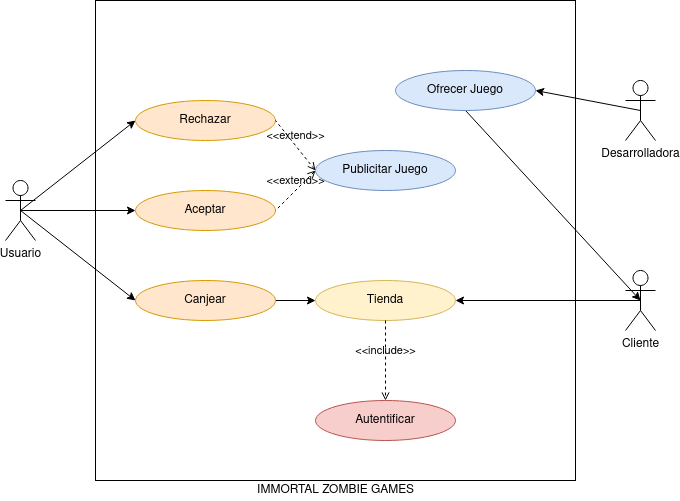 Ofrecer Juego
Rechazar
<<extend>>
Desarrolladora
Publicitar Juego
<<extend>>
Aceptar
Usuario
Canjear
Tienda
Cliente
<<include>>
Autentificar
IMMORTAL ZOMBIE GAMES